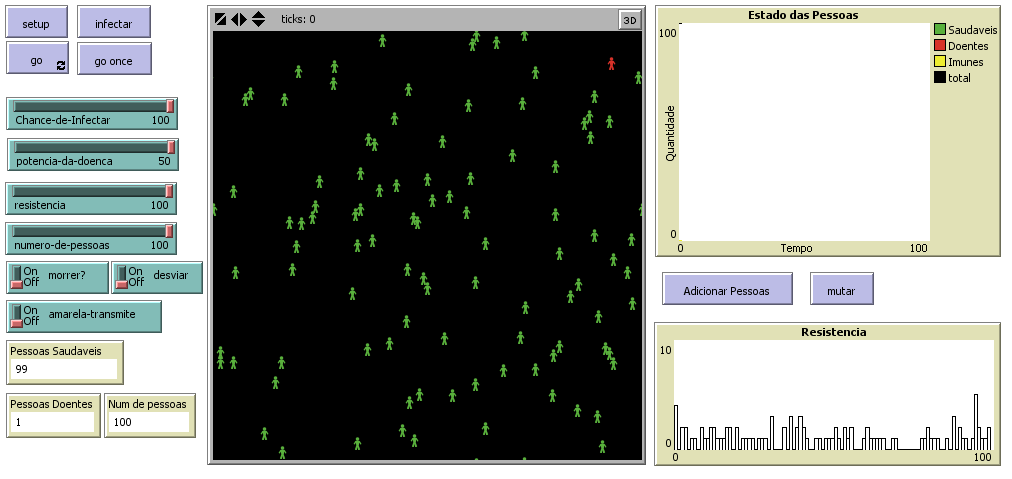 setup
infectar
go
go once
Chance-de-Infectar 100
potencia-da-doenca 50
resistencia 100
numero-de-pessoas 100
On
Off
morrer?
On
Off
desviar
On
Off
amarela-transmite
Pessoas Saudaveis
99
Pessoas Doentes
1
Num de pessoas
100
ticks: 0
3D
Estado das Pessoas
100
Quantidade
0
0
Tempo
100
Saudaveis
Doentes
Imunes
total
Adicionar Pessoas
mutar
Resistencia
10
0
0
100